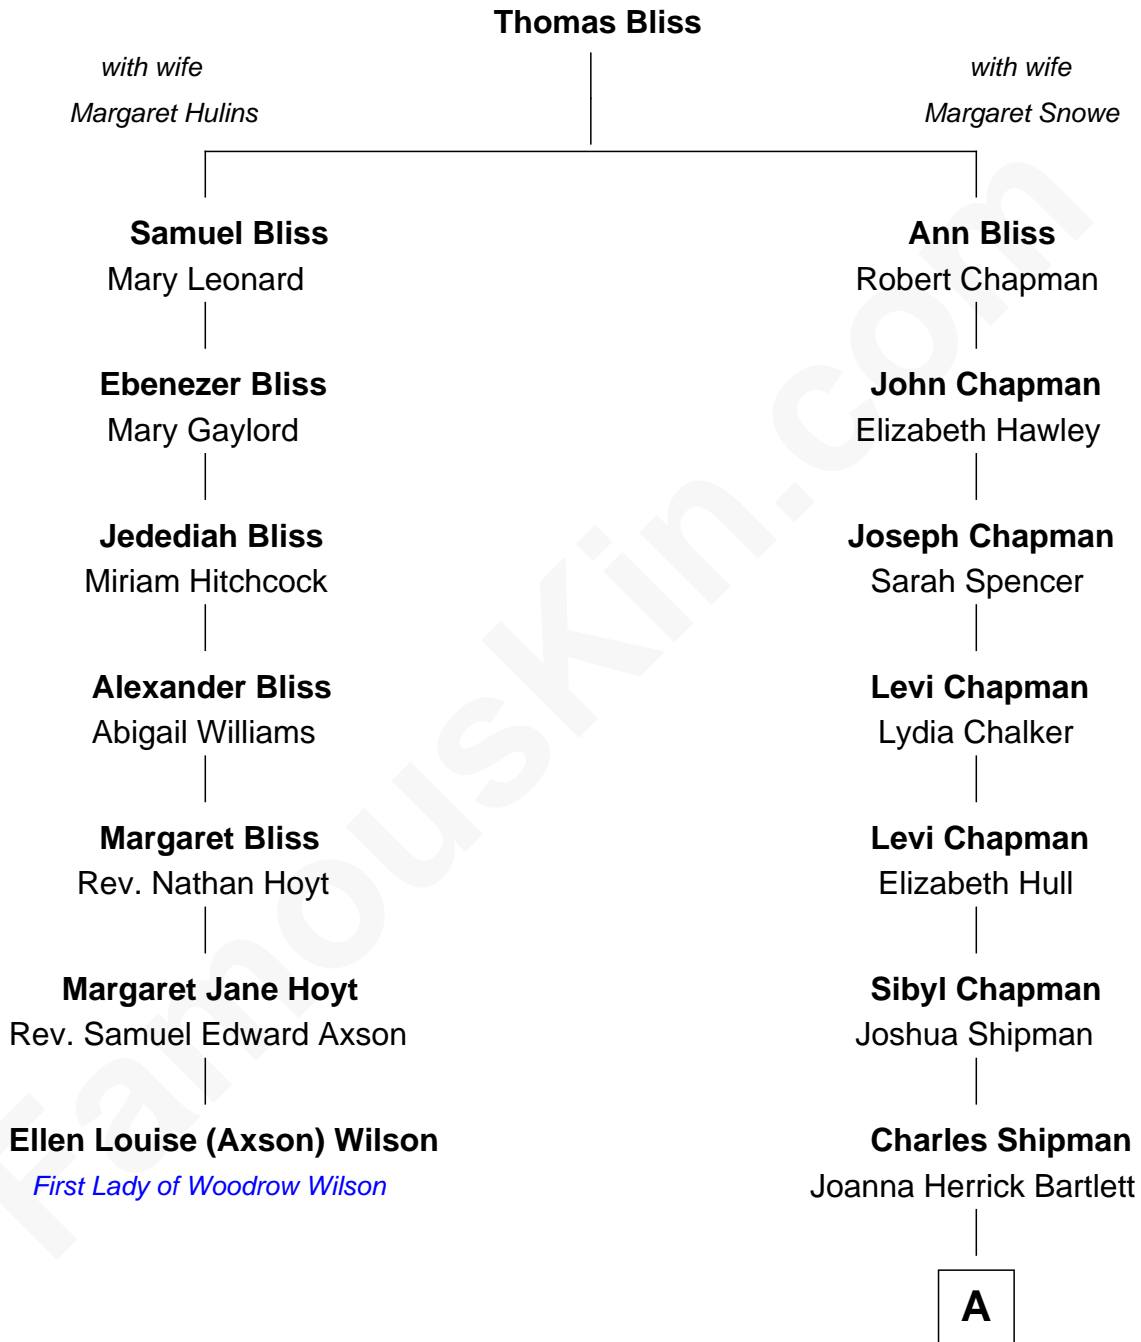 Thomas Bliss
with wife
Margaret Hulins
with wife
Margaret Snowe
Samuel Bliss
Mary Leonard
Ann Bliss
Robert Chapman
Ebenezer Bliss
Mary Gaylord
John Chapman
Elizabeth Hawley
Jedediah Bliss
Miriam Hitchcock
Joseph Chapman
Sarah Spencer
Alexander Bliss
Abigail Williams
Levi Chapman
Lydia Chalker
Margaret Bliss
Rev. Nathan Hoyt
Levi Chapman
Elizabeth Hull
Margaret Jane Hoyt
Rev. Samuel Edward Axson
Sibyl Chapman
Joshua Shipman
Ellen Louise (Axson) Wilson
First Lady of Woodrow Wilson
Charles Shipman
Joanna Herrick Bartlett
A
FamousKin.com